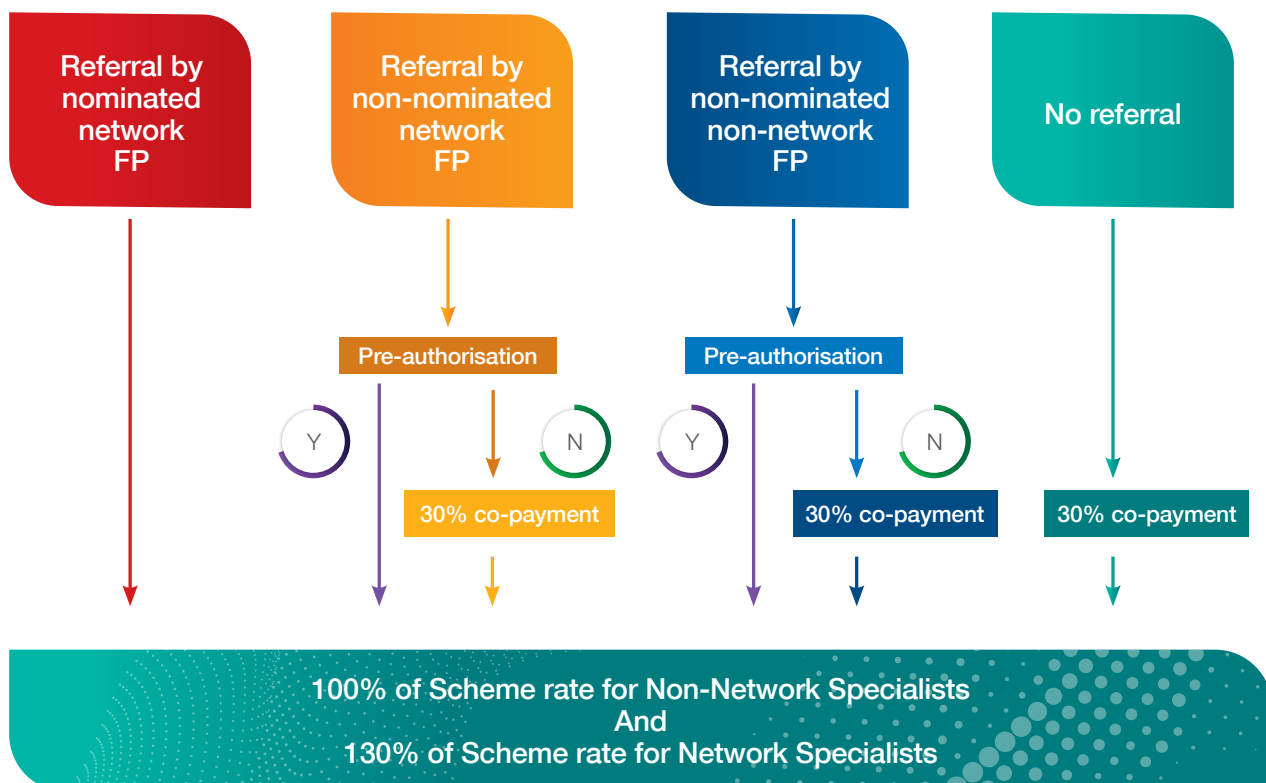 Referral by
nominated
network
FP
Referral by
non-nominated
network
FP
Referral by
non-nominated
non-network
FP
No referral
Pre-authorisation
Pre-authorisation
Y
N
Y
N
30% co-payment
30% co-payment
30% co-payment
100% of Scheme rate for Non-Network Specialists
And
130% of Scheme rate for Network Specialists